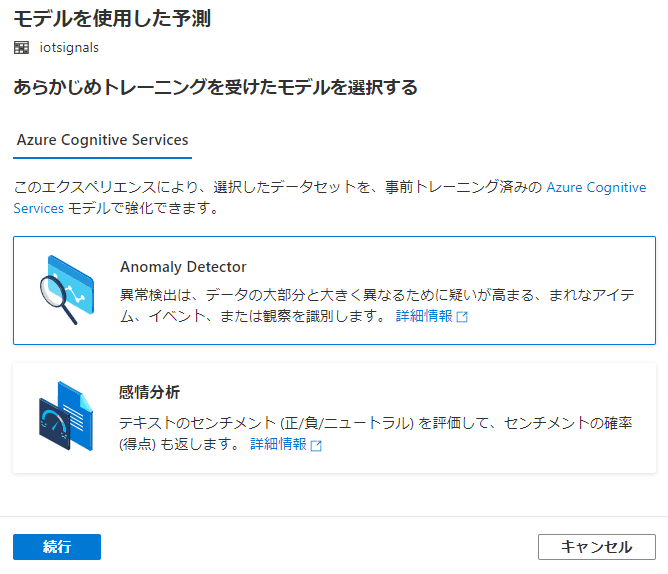 モデルを使用した予測
iotsignals
あらかじめトレーニングを受けたモデルを選択する
Azure Cognitive Services
このエクスペリエンスにより、選択したデータセットを、事前トレーニング済みの Azure Cognitive
Services モデルで強化できます。
Anomaly Detector
異常検出は、データの大部分と大きく異なるために疑いが高まる、まれなアイテ
ム、イベント、または観察を識別します。 詳細情報
感情分析
テキストのセンチメント (正/負/ニュートラル) を評価して、センチメントの確率
(得点) も返します。 詳細情報
続行
キャンセル